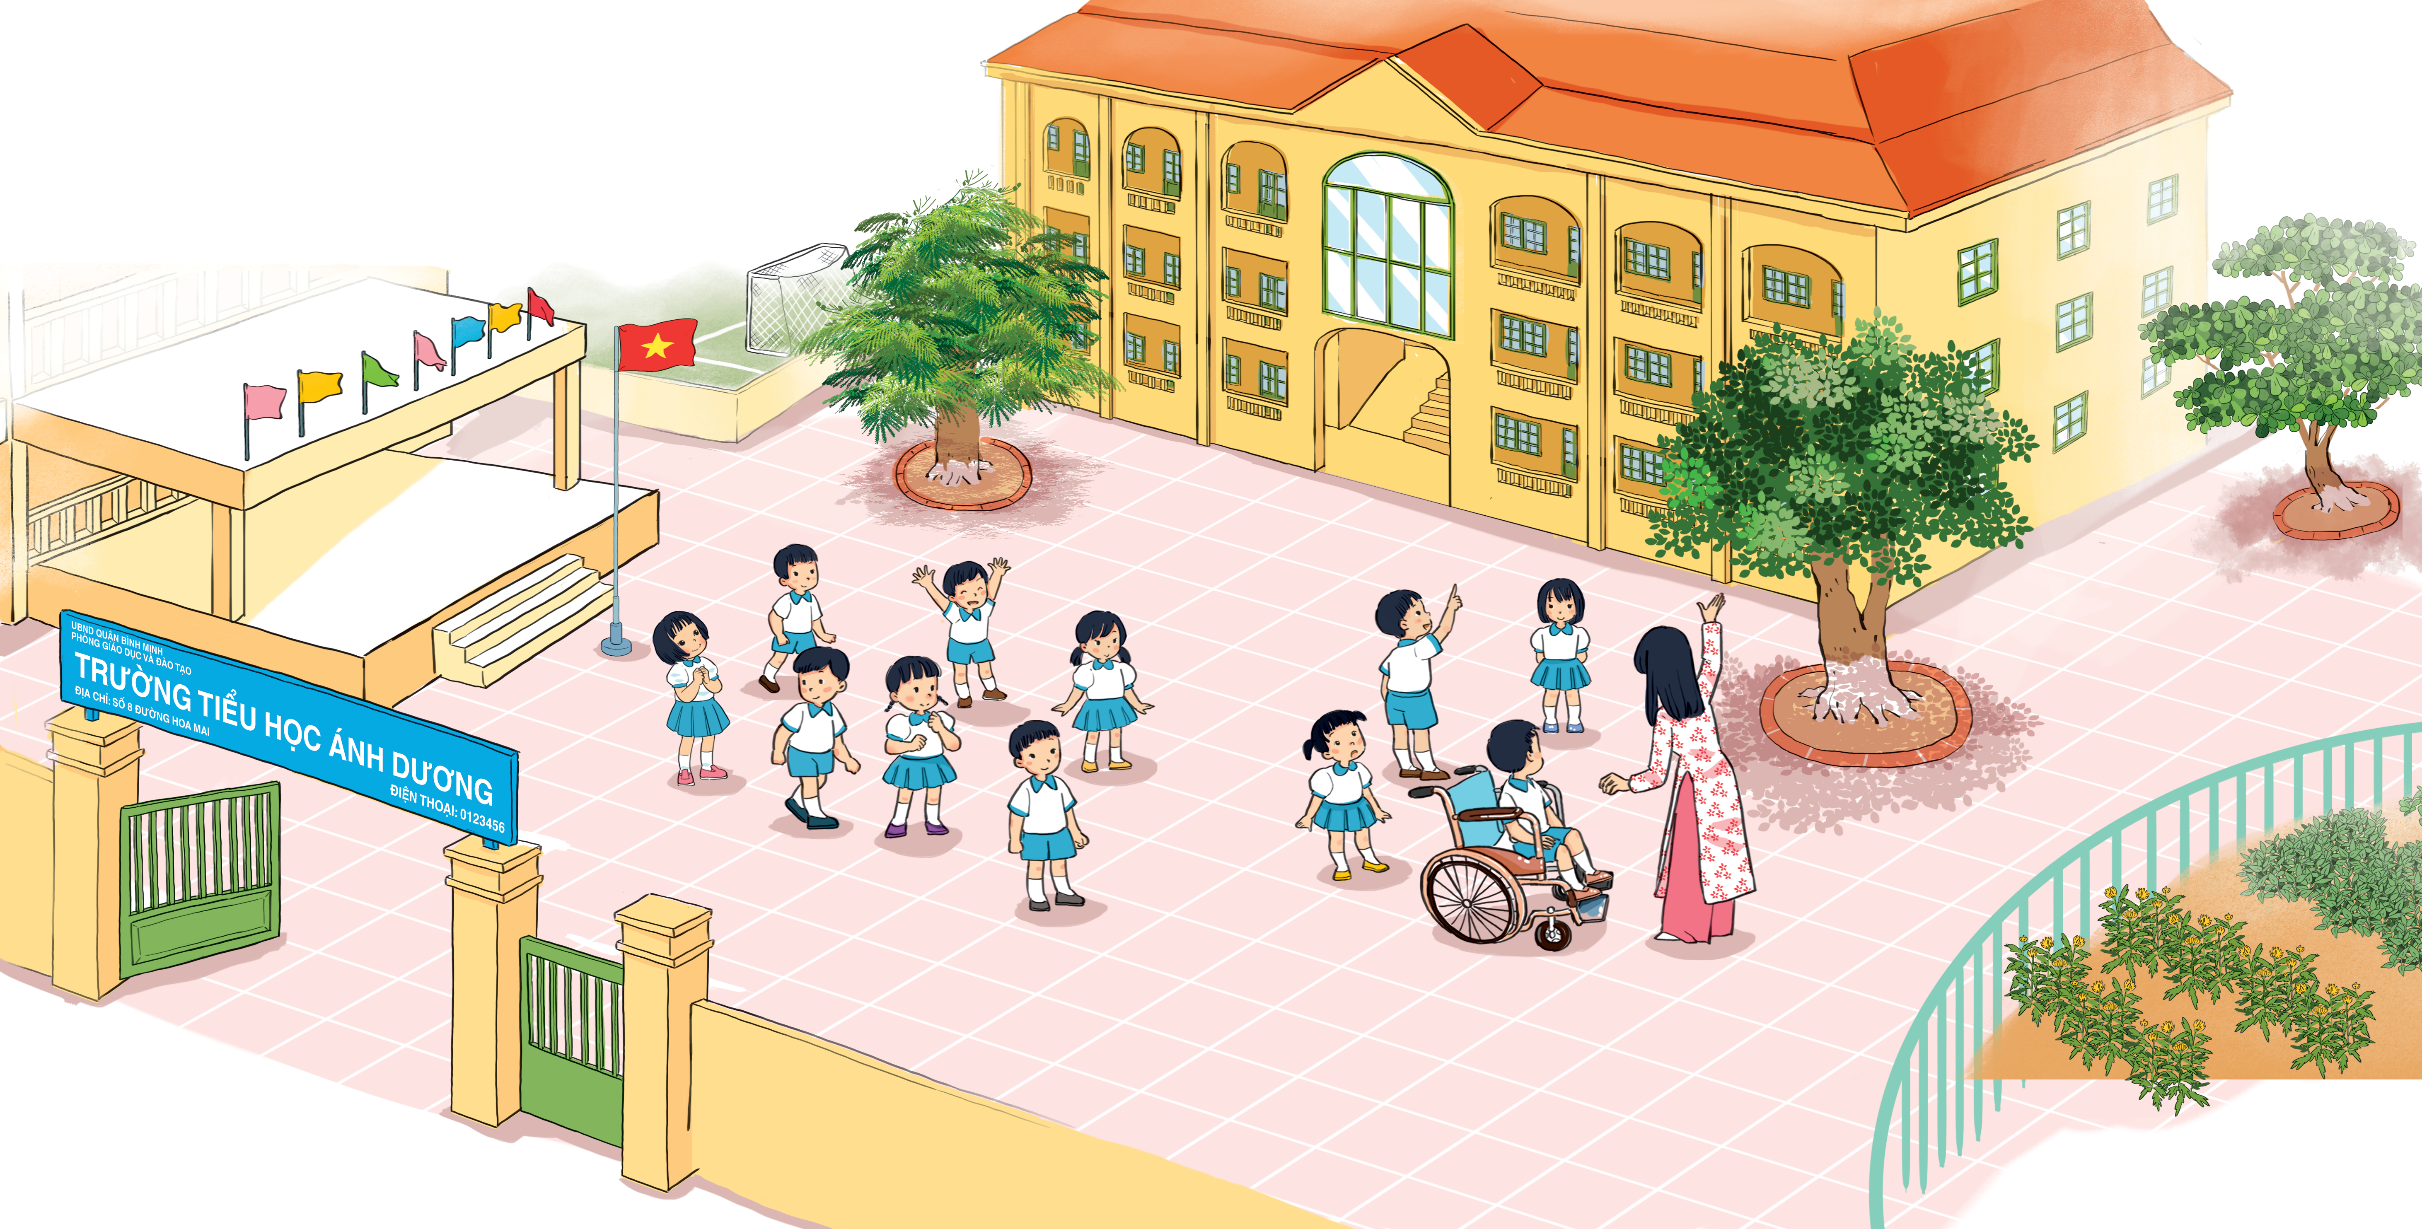 UBND QUẬN BÌNH MINH
PHÒNG GIÁO DỤC VÀ ĐÀO TẠO
TRƯỜNG TIỂU HỌC ÁNH DƯƠNG
ĐỊA CHỈ: SỐ 8 ĐƯỜNG HOA MAI
ĐIỆN THOẠI: 0123456